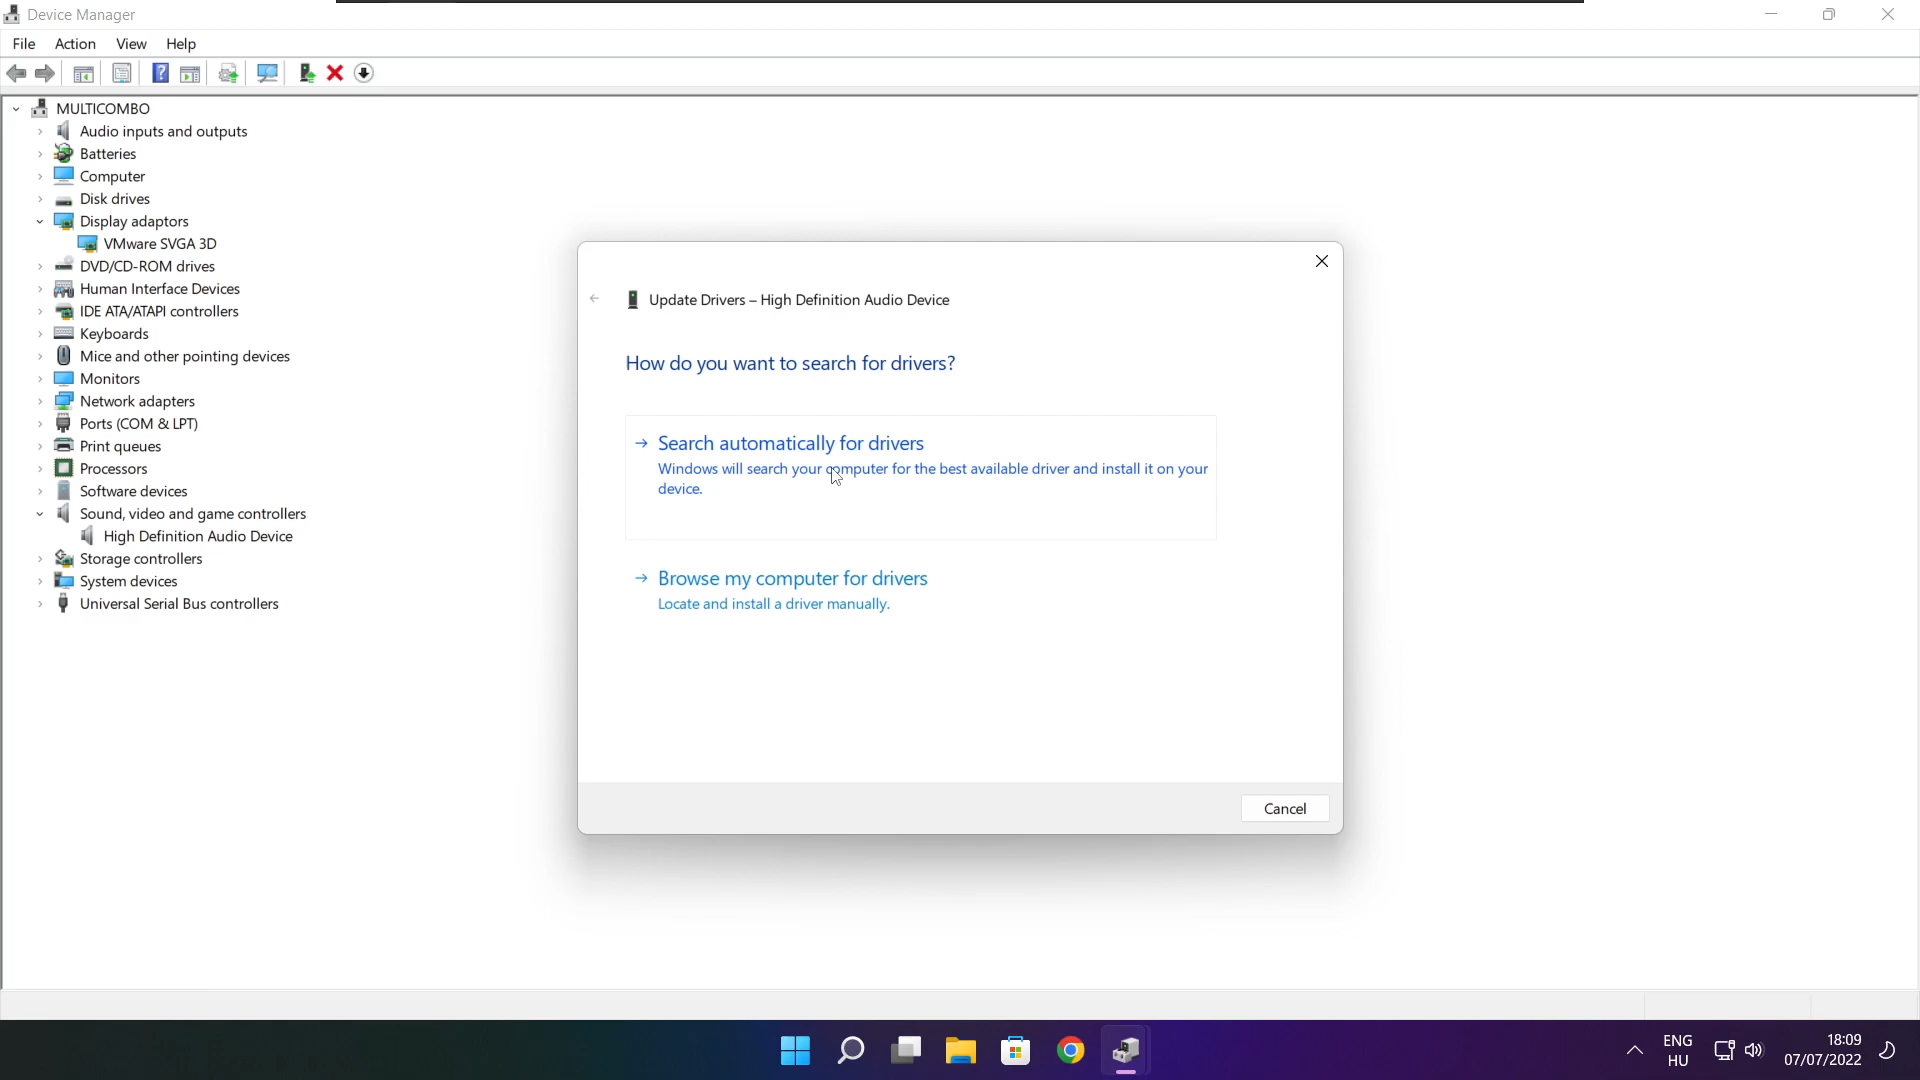 Device Manager
File Action View Help
MULTICOMBO
Audio inputs and outputs
Batteries
Computer
Disk drives
Display adaptors
VMware SVGA 3D
DVD/CD-ROM drives
Human Interface Devices
IDE ATA/ATAPI controllers
Keyboards
Mice and other pointing devices
Monitors
Network adapters
Ports (COM & LPT)
Print queues
Processors
Software devices
Sound, video and game controllers
High Definition Audio Device
Storage controllers
System devices
Universal Serial Bus controllers
Update Drivers – High Definition Audio Device
How do you want to search for drivers?
Search automatically for drivers
Windows will search your computer for the best available driver and install it on your
device.
Browse my computer for drivers
Locate and install a driver manually.
Cancel
ENG
HU
18:09
07/07/2022